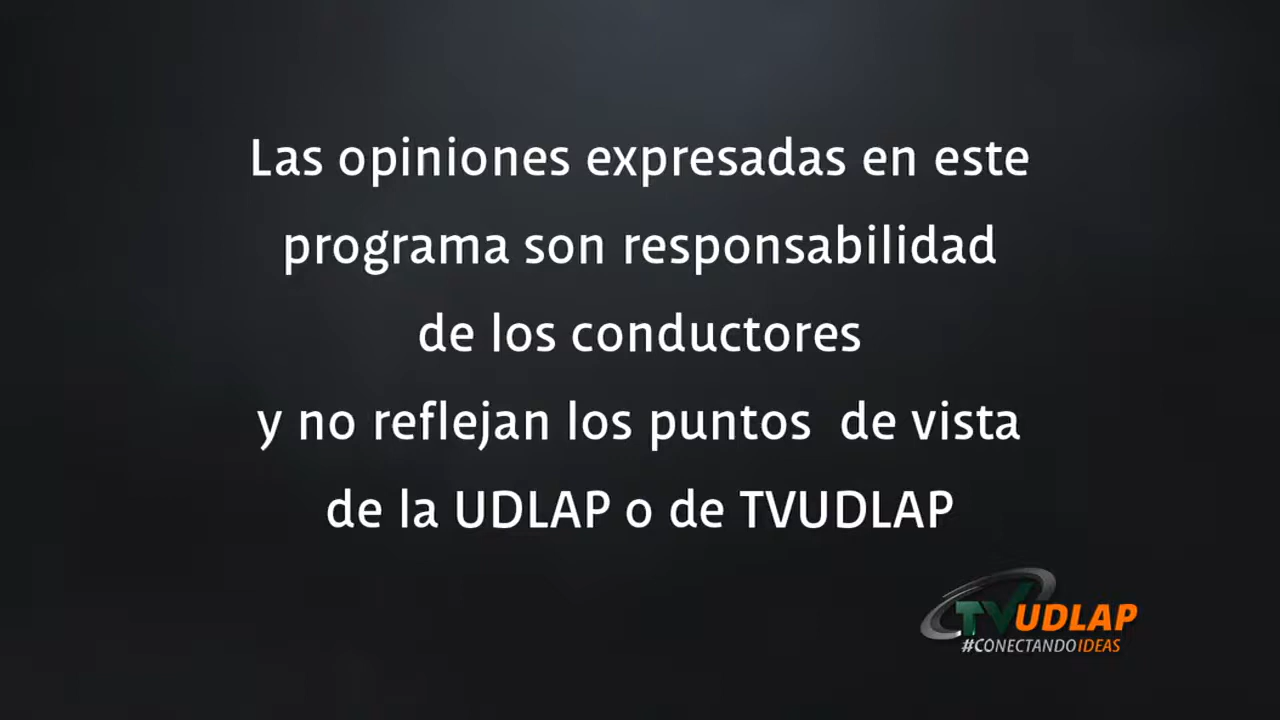 Las opiniones expresadas en este
programa son responsabilidad
de los conductores
y no reflejan los puntos  de vista
de la UDLAP o de TVUDLAP
TVUDLAP
#CONECTANDOIDEAS